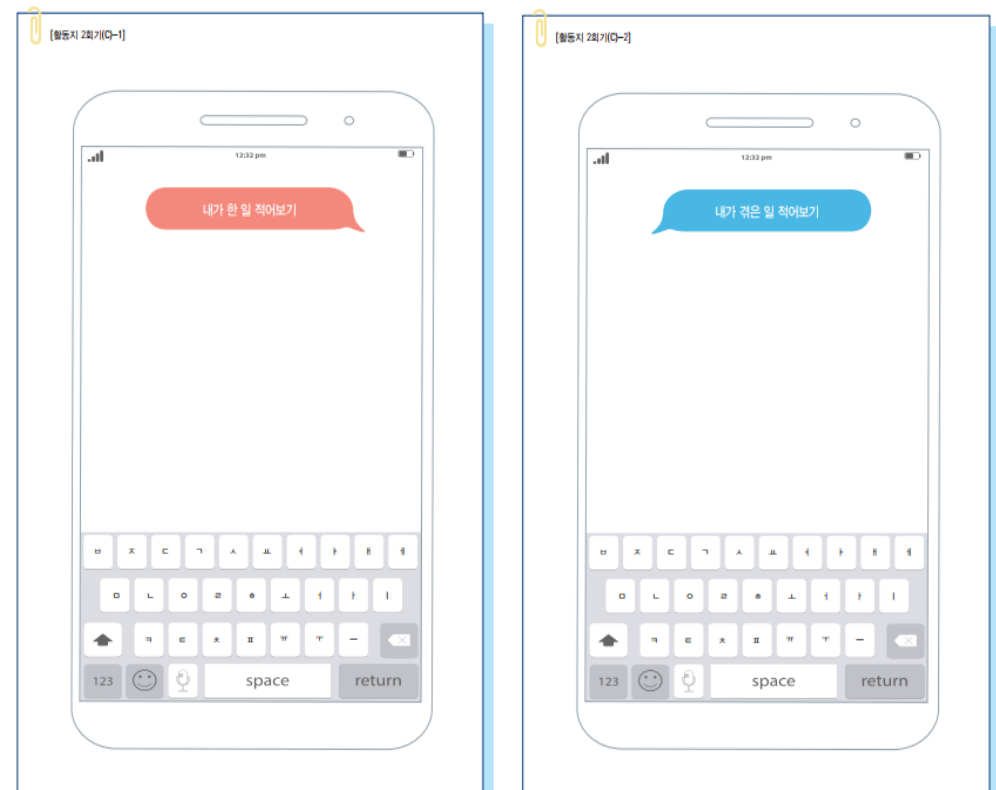 [활동지 2회기(C)-1]
12:32 pm
내가 한 일 적어보기
ㅂ ㅈ ㄷ ㄱ ㅅ ㅛ ㅕ ㅑ ㅐ ㅔ
ㅁ ㄴ ㅇ ㄹ ㅎ ㅗ ㅓ ㅏ ㅣ
ㅋ ㅌ ㅊ ㅍ ㅠ ㅜ ㅡ
123 space return
[활동지 2회기(C)-2]
12:32 pm
내가 겪은 일 적어보기
ㅂ ㅈ ㄷ ㄱ ㅅ ㅛ ㅕ ㅑ ㅐ ㅔ
ㅁ ㄴ ㅇ ㄹ ㅎ ㅗ ㅓ ㅏ ㅣ
ㅋ ㅌ ㅊ ㅍ ㅠ ㅜ ㅡ
123 space return